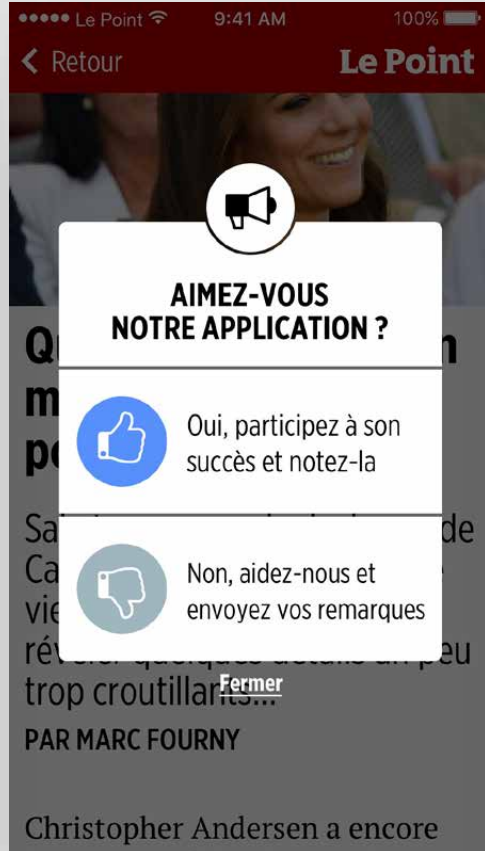 Le Point
9:41 AM
100%
Retour
Le Point
AIMEZ-VOUS
NOTRE APPLICATION ?
Oui, participez à son
succès et notez-la
Non, aidez-nous et
envoyez vos remarques
Fermer
trop croutillants...
PAR MARC FOURNY
Christopher Andersen a encore